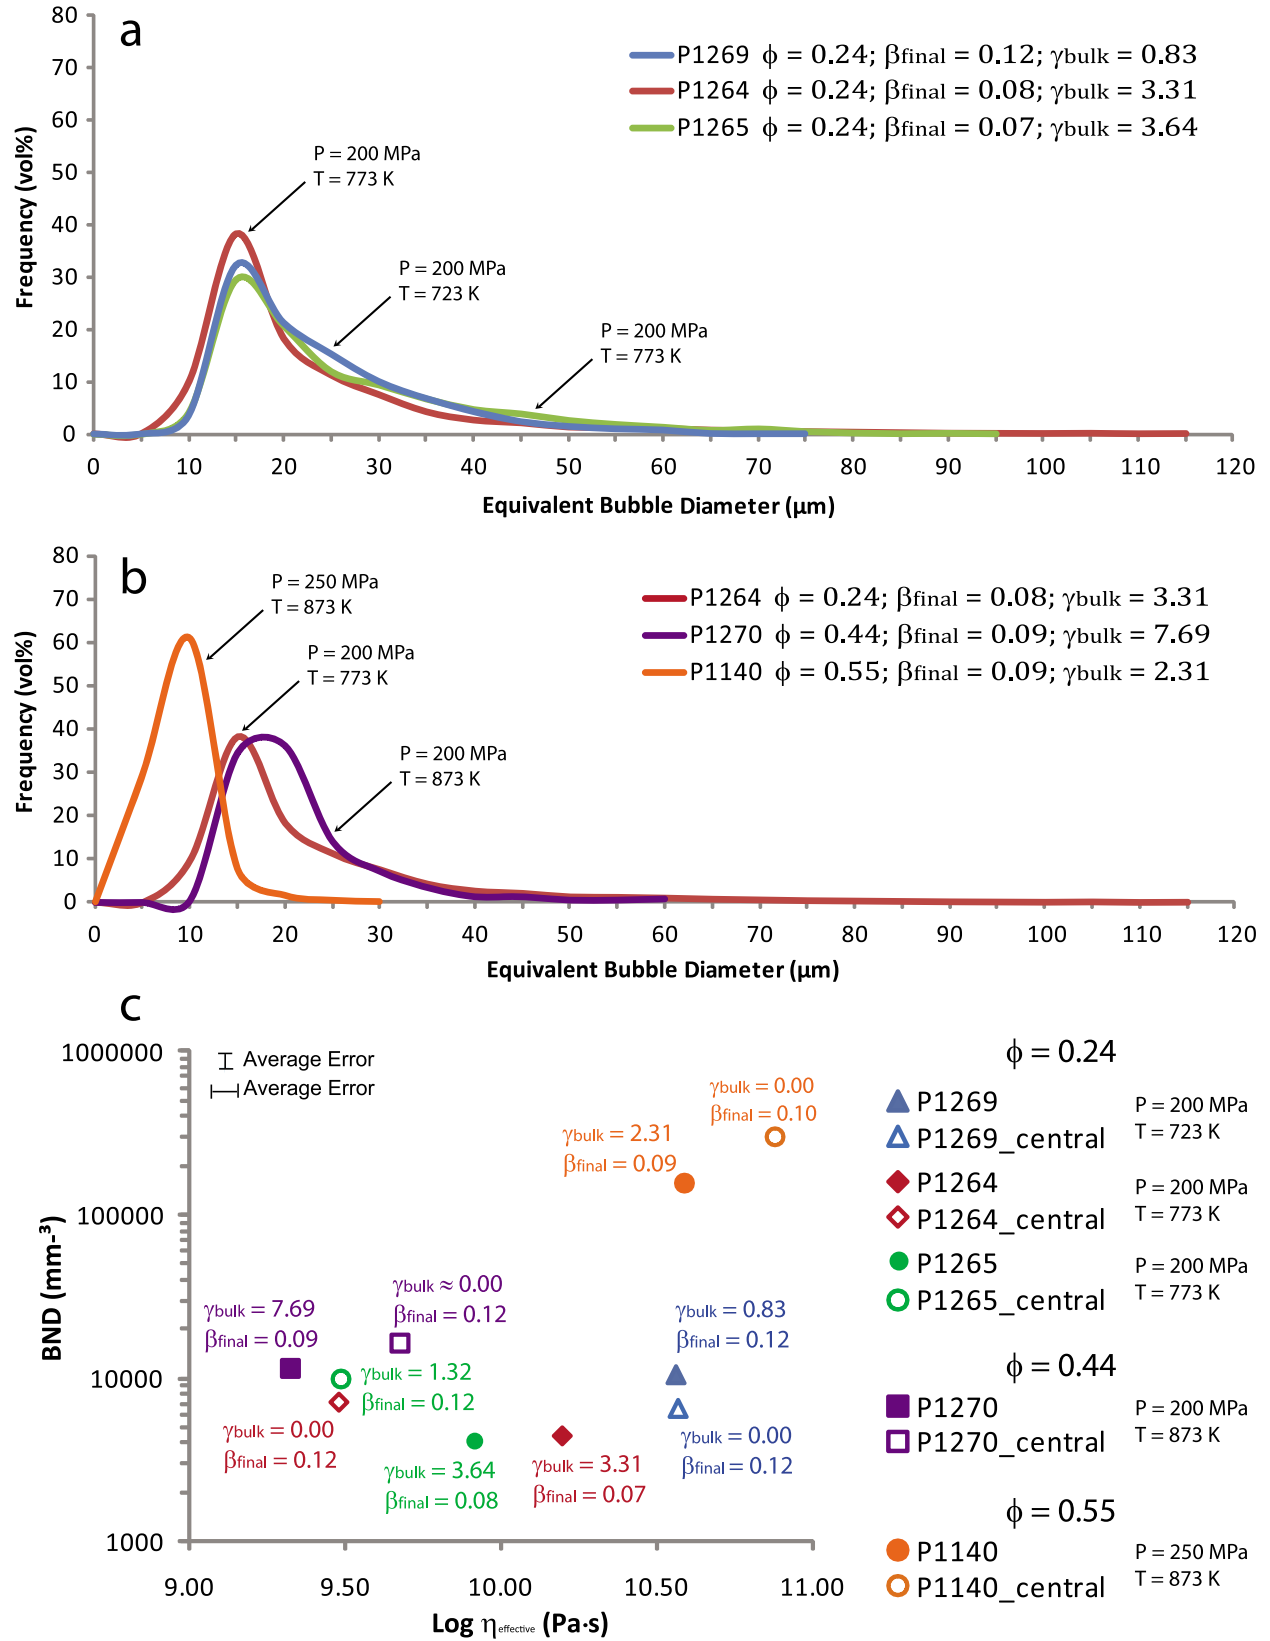 a
80
70
60
50
40
30
20
10
0
Frequency (vol%)
P1269 ϕ = 0.24; βfinal = 0.12; γbulk = 0.83
P1264 ϕ = 0.24; βfinal = 0.08; γbulk = 3.31
P1265 ϕ = 0.24; βfinal = 0.07; γbulk = 3.64
P = 200 MPa
T = 773 K
P = 200 MPa
T = 723 K
P = 200 MPa
T = 773 K
0 10 20 30 40 50 60 70 80 90 100 110 120
Equivalent Bubble Diameter (μm)
b
80
70
60
50
40
30
20
10
0
Frequency (vol%)
P = 250 MPa
T = 873 K
P1264 ϕ = 0.24; βfinal = 0.08; γbulk = 3.31
P1270 ϕ = 0.44; βfinal = 0.09; γbulk = 7.69
P1140 ϕ = 0.55; βfinal = 0.09; γbulk = 2.31
P = 200 MPa
T = 773 K
P = 200 MPa
T = 873 K
0 10 20 30 40 50 60 70 80 90 100 110 120
Equivalent Bubble Diameter (μm)
c
1000000
100000
10000
1000
BND (mm-³)
Average Error
Average Error
γbulk = 0.00
βfinal = 0.10
γbulk = 2.31
βfinal = 0.09
γbulk ≈ 0.00
βfinal = 0.12
γbulk = 7.69
βfinal = 0.09
γbulk = 0.83
βfinal = 0.12
γbulk = 1.32
βfinal = 0.12
γbulk = 0.00
βfinal = 0.12
γbulk = 3.64
βfinal = 0.08
γbulk = 3.31
βfinal = 0.07
γbulk = 0.00
βfinal = 0.12
9.00 9.50 10.00 10.50 11.00
Log ηeffective (Pa·s)
ϕ = 0.24
P1269
P1269_central
P = 200 MPa
T = 723 K
P1264
P1264_central
P = 200 MPa
T = 773 K
P1265
P1265_central
P = 200 MPa
T = 773 K
ϕ = 0.44
P1270
P1270_central
P = 200 MPa
T = 873 K
ϕ = 0.55
P1140
P1140_central
P = 250 MPa
T = 873 K